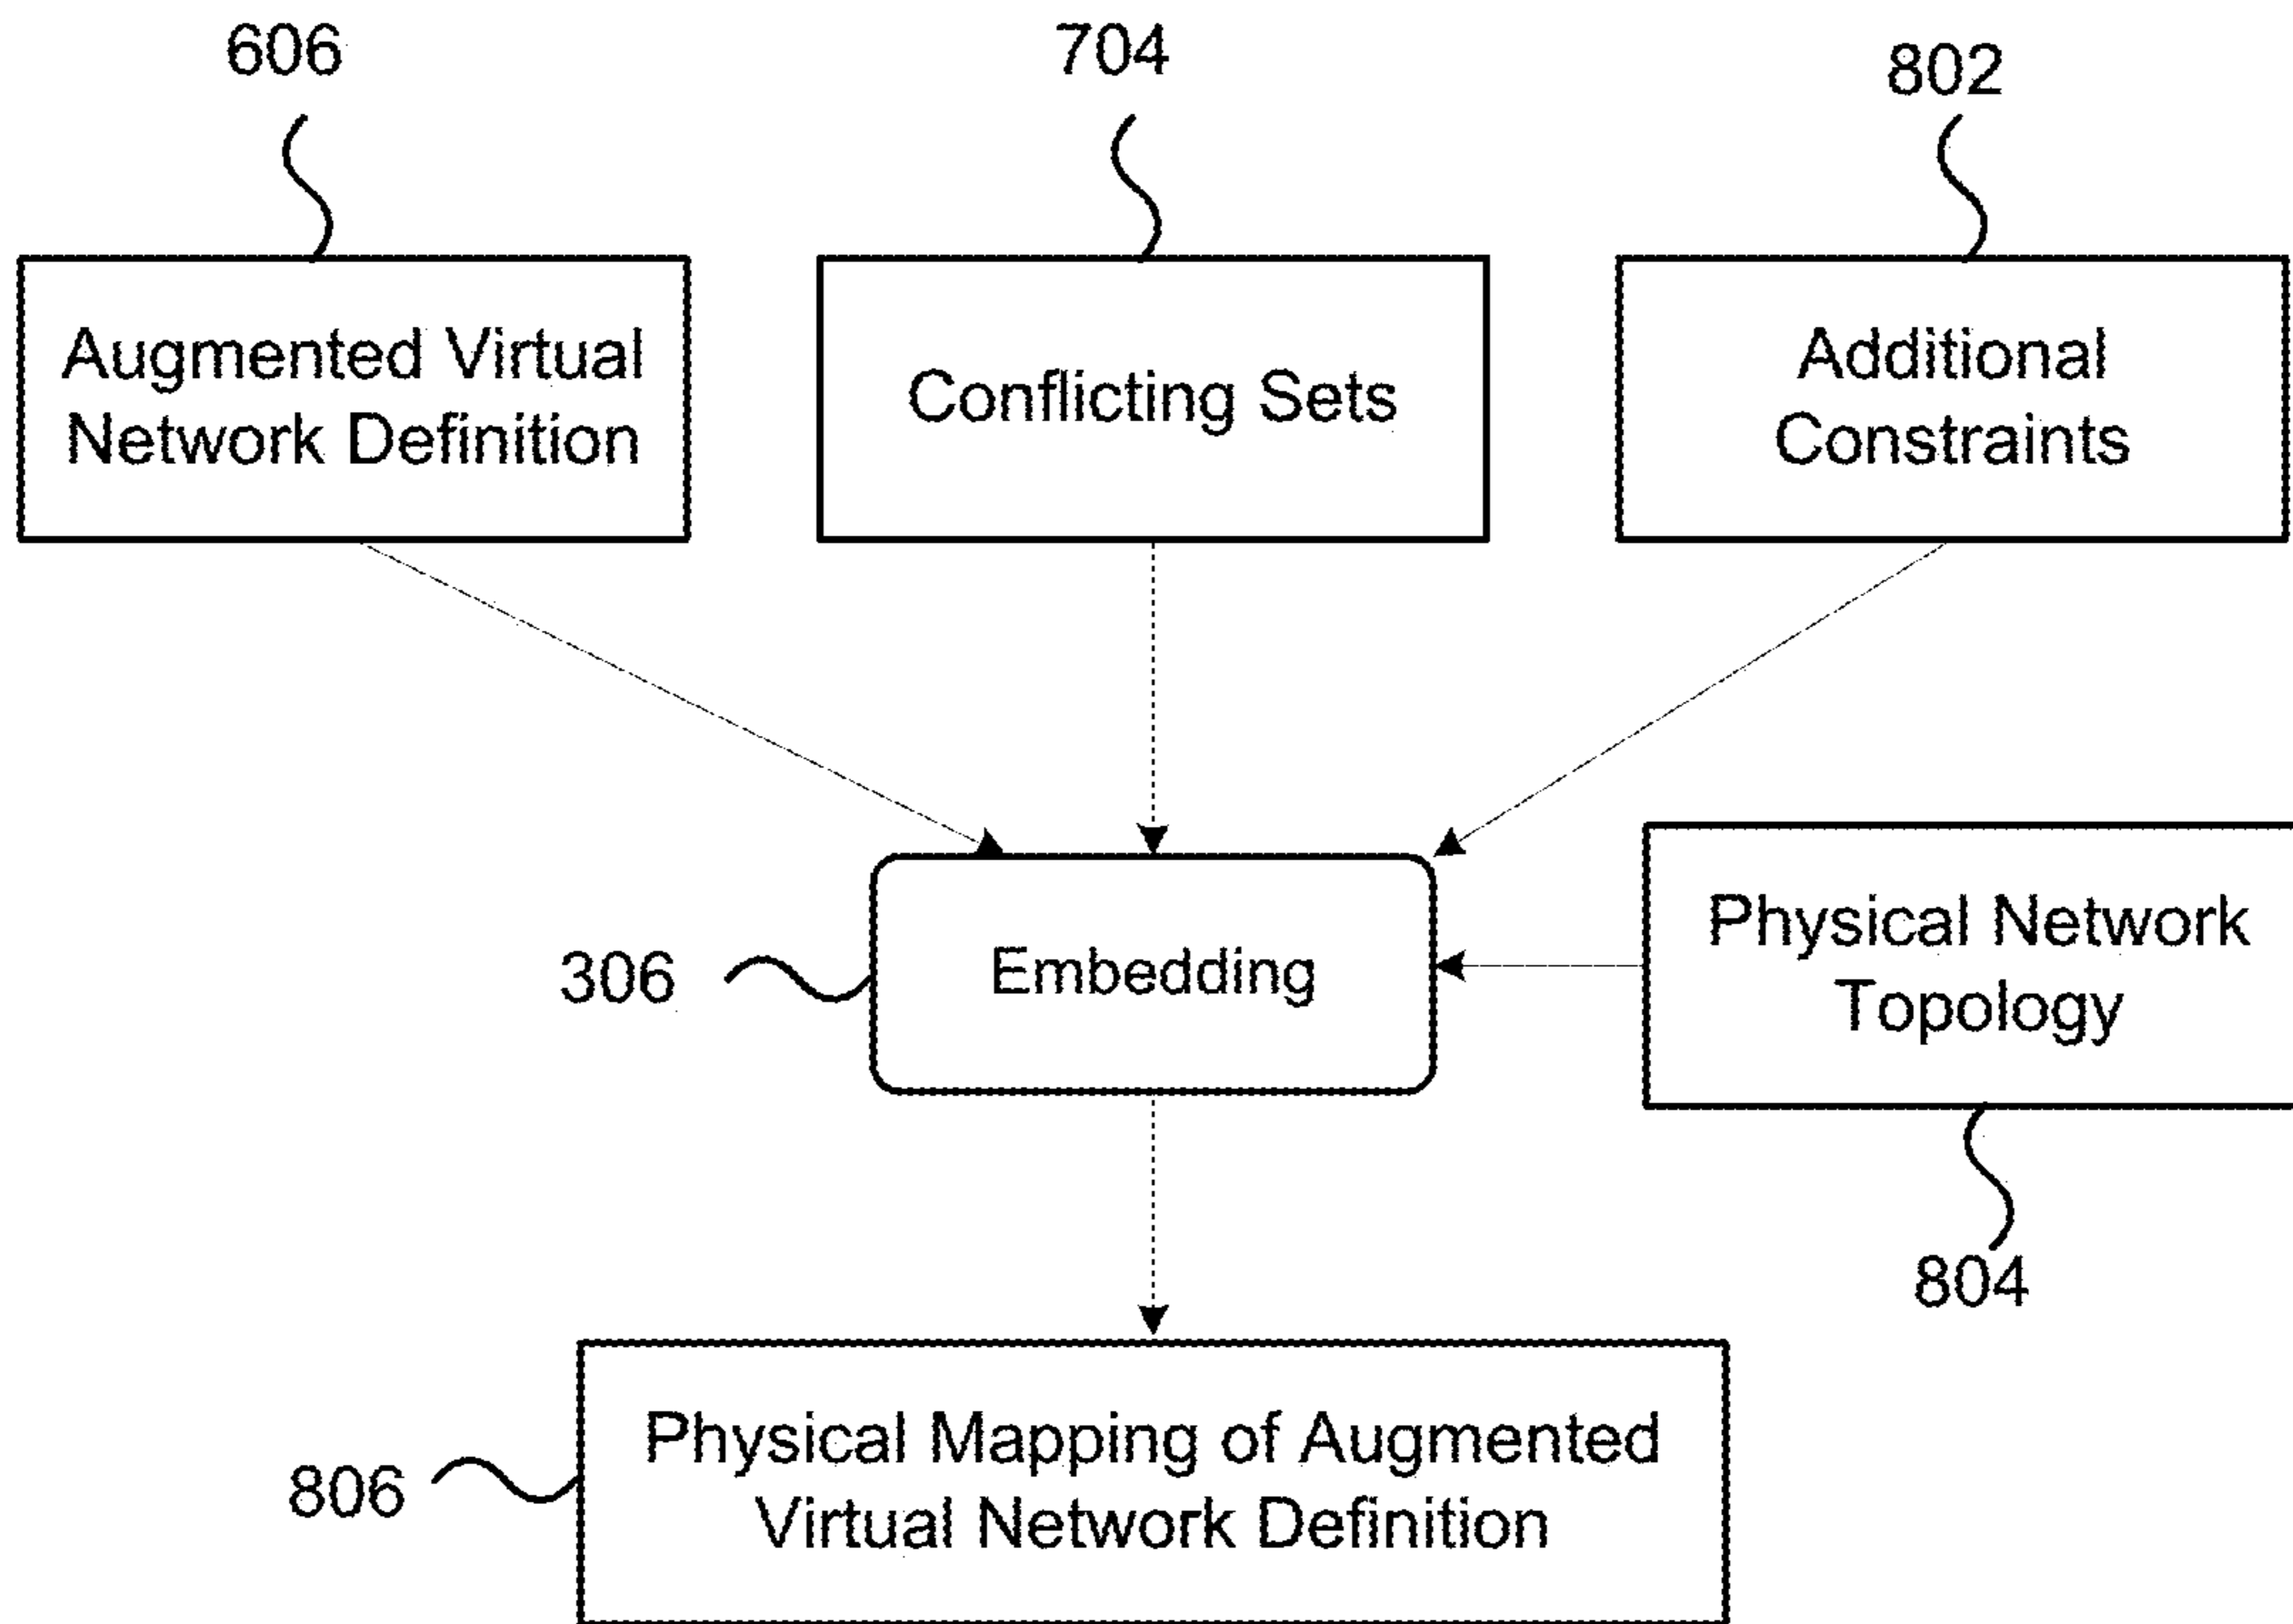 606
704
802
Augmented Virtual
Network Definition
Conflicting Sets
Additional
Constraints
306
Embedding
Physical Network
Topology
804
806
Physical Mapping of Augmented
Virtual Network Definition